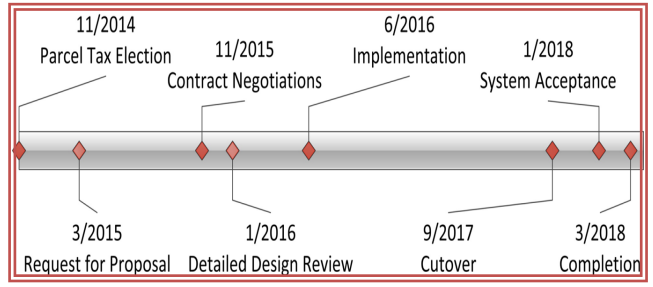 11/2014
Parcel Tax Election
11/2015
Contract Negotiations
6/2016
Implementation
1/2018
System Acceptance
3/2015
Request for Proposal
1/2016
Detailed Design Review
9/2017
Cutover
3/2018
Completion